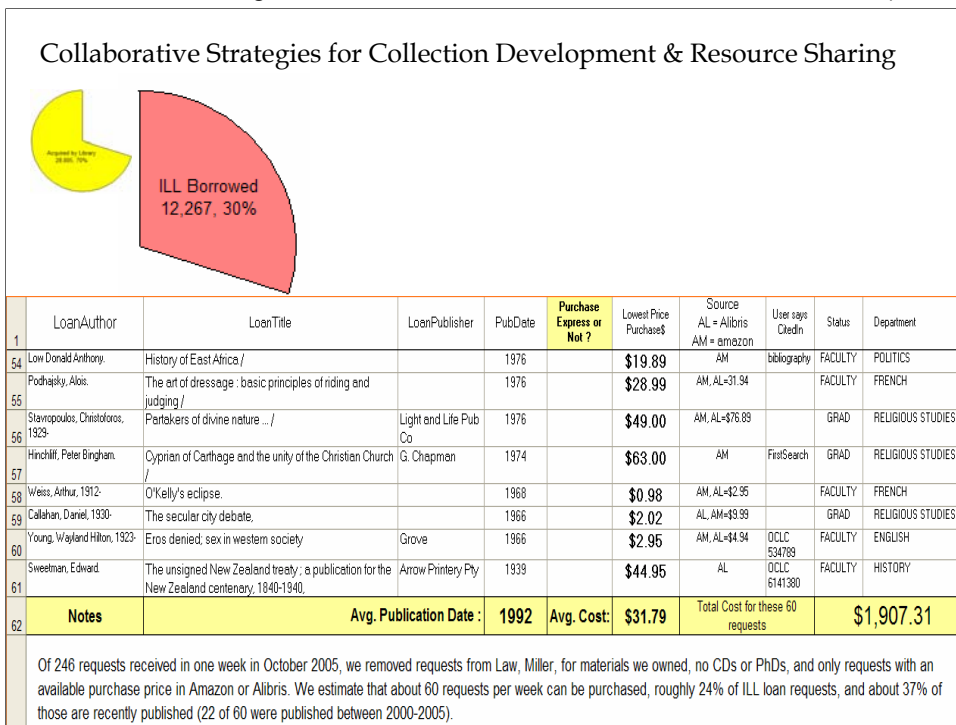 Collaborative Strategies for Collection Development & Resource Sharing
Acquired by Library
70%
ILL Borrowed
12,267, 30%
1 LoanAuthor LoanTitle LoanPublisher PubDate Purchase Express or Not ? Lowest Price Purchase$ Source AL = Alibris AM = amazon User says CitedIn Status Department
54 Low Donald Anthony. History of East Africa / 1976 $19.89 AM bibliography FACULTY POLITICS
55 Podhajsky, Alois. The art of dressage : basic principles of riding and judging / 1976 $28.99 AM, AL=31.94 FACULTY FRENCH
56 Stavropoulos, Christoforos, 1929- Partakers of divine nature ... / Light and Life Pub Co 1976 $49.00 AM, AL=$76.89 GRAD RELIGIOUS STUDIES
57 Hinchliff, Peter Bingham. Cyprian of Carthage and the unity of the Christian Church / G. Chapman 1974 $63.00 AM FirstSearch GRAD RELIGIOUS STUDIES
58 Weiss, Arthur, 1912- O'Kelly's eclipse. 1968 $0.98 AM, AL=$2.95 FACULTY FRENCH
59 Callahan, Daniel, 1930- The secular city debate, 1966 $2.02 AL, AM=$9.99 GRAD RELIGIOUS STUDIES
60 Young, Wayland Hilton, 1923- Eros denied; sex in western society Grove 1966 $2.95 AM, AL=$4.94 OCLC 534789 FACULTY ENGLISH
61 Sweetman, Edward. The unsigned New Zealand treaty ; a publication for the New Zealand centenary, 1840-1940, Arrow Printery Pty 1939 $44.95 AL OCLC 6141380 FACULTY HISTORY
62 Notes Avg. Publication Date : 1992 Avg. Cost: $31.79 Total Cost for these 60 requests $1,907.31
Of 246 requests received in one week in October 2005, we removed requests from Law, Miller, for materials we owned, no CDs or PhDs, and only requests with an
available purchase price in Amazon or Alibris. We estimate that about 60 requests per week can be purchased, roughly 24% of ILL loan requests, and about 37% of
those are recently published (22 of 60 were published between 2000-2005).